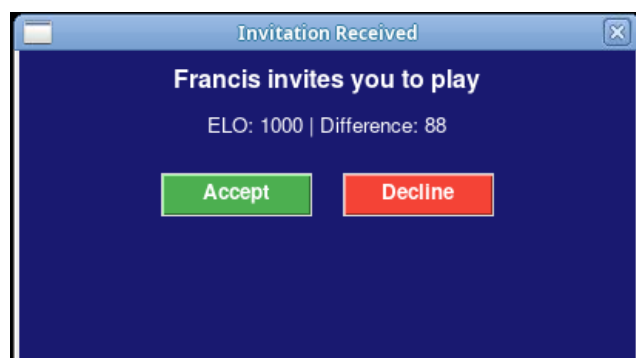 Invitation Received
Francis invites you to play
ELO: 1000 | Difference: 88
Accept Decline